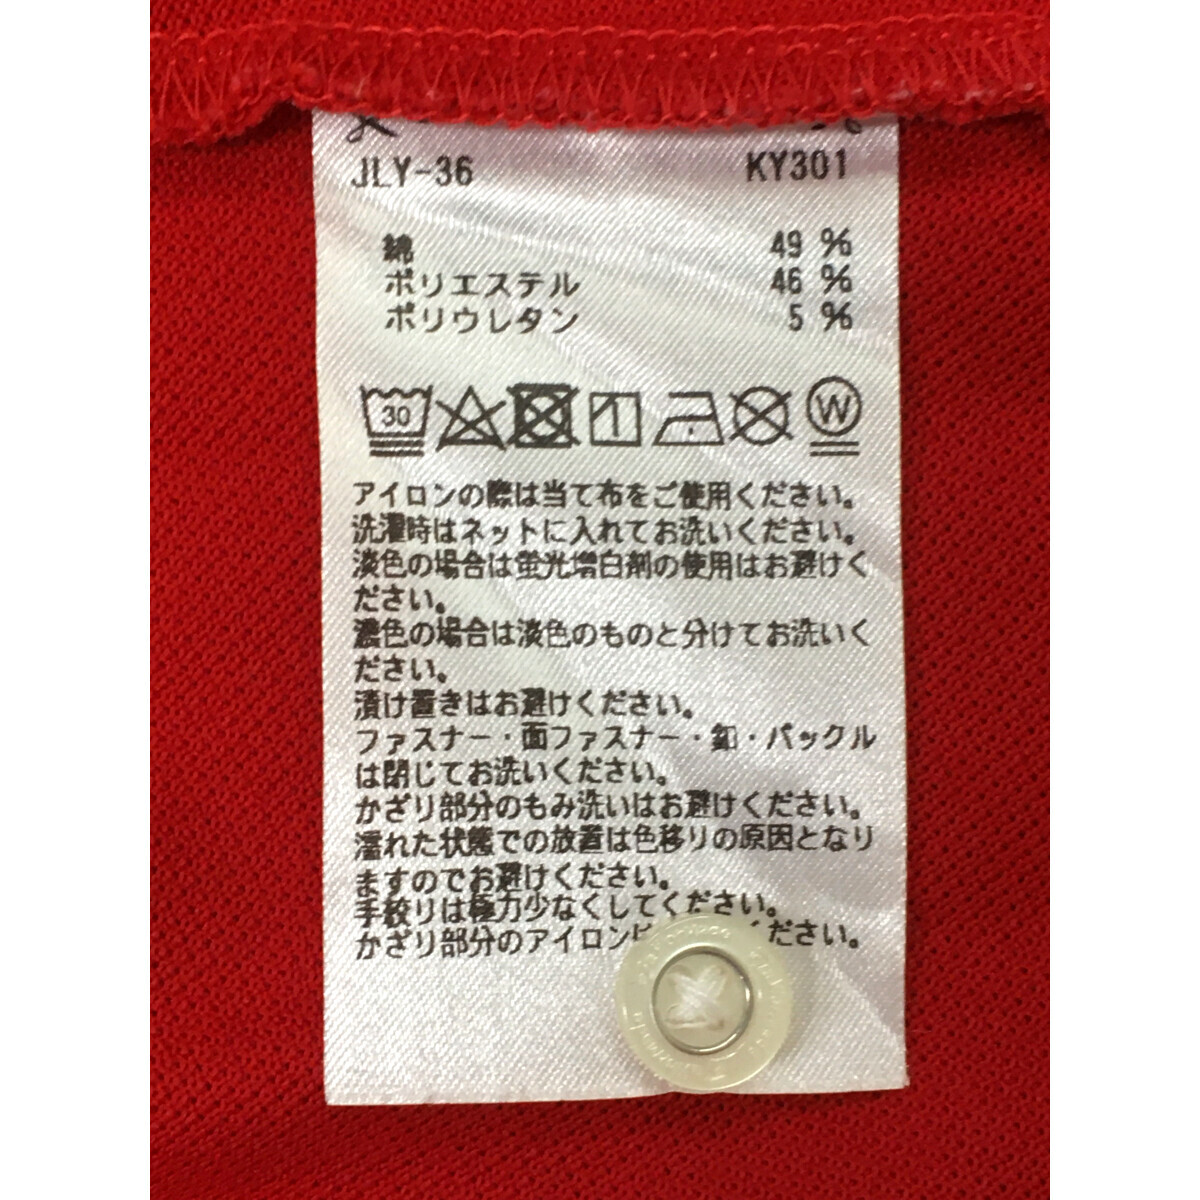 JLY-36 KY301
綿 49 %
ポリエステル 46 %
ポリウレタン 5 %
30 W
アイロンの際は当て布をご使用ください。
洗濯時はネットに入れてお洗いください。
淡色の場合は蛍光増白剤の使用はお避けく
ださい。
濃色の場合は淡色のものと分けてお洗いく
ださい。
漬け置きはお避けください。
ファスナー・面ファスナー・釦・バックル
は閉じてお洗いください。
かざり部分のもみ洗いはお避けください。
濡れた状態での放置は色移りの原因となり
ますのでお避けください。
手絞りは極力少なくしてください。
かざり部分のアイロン ください。